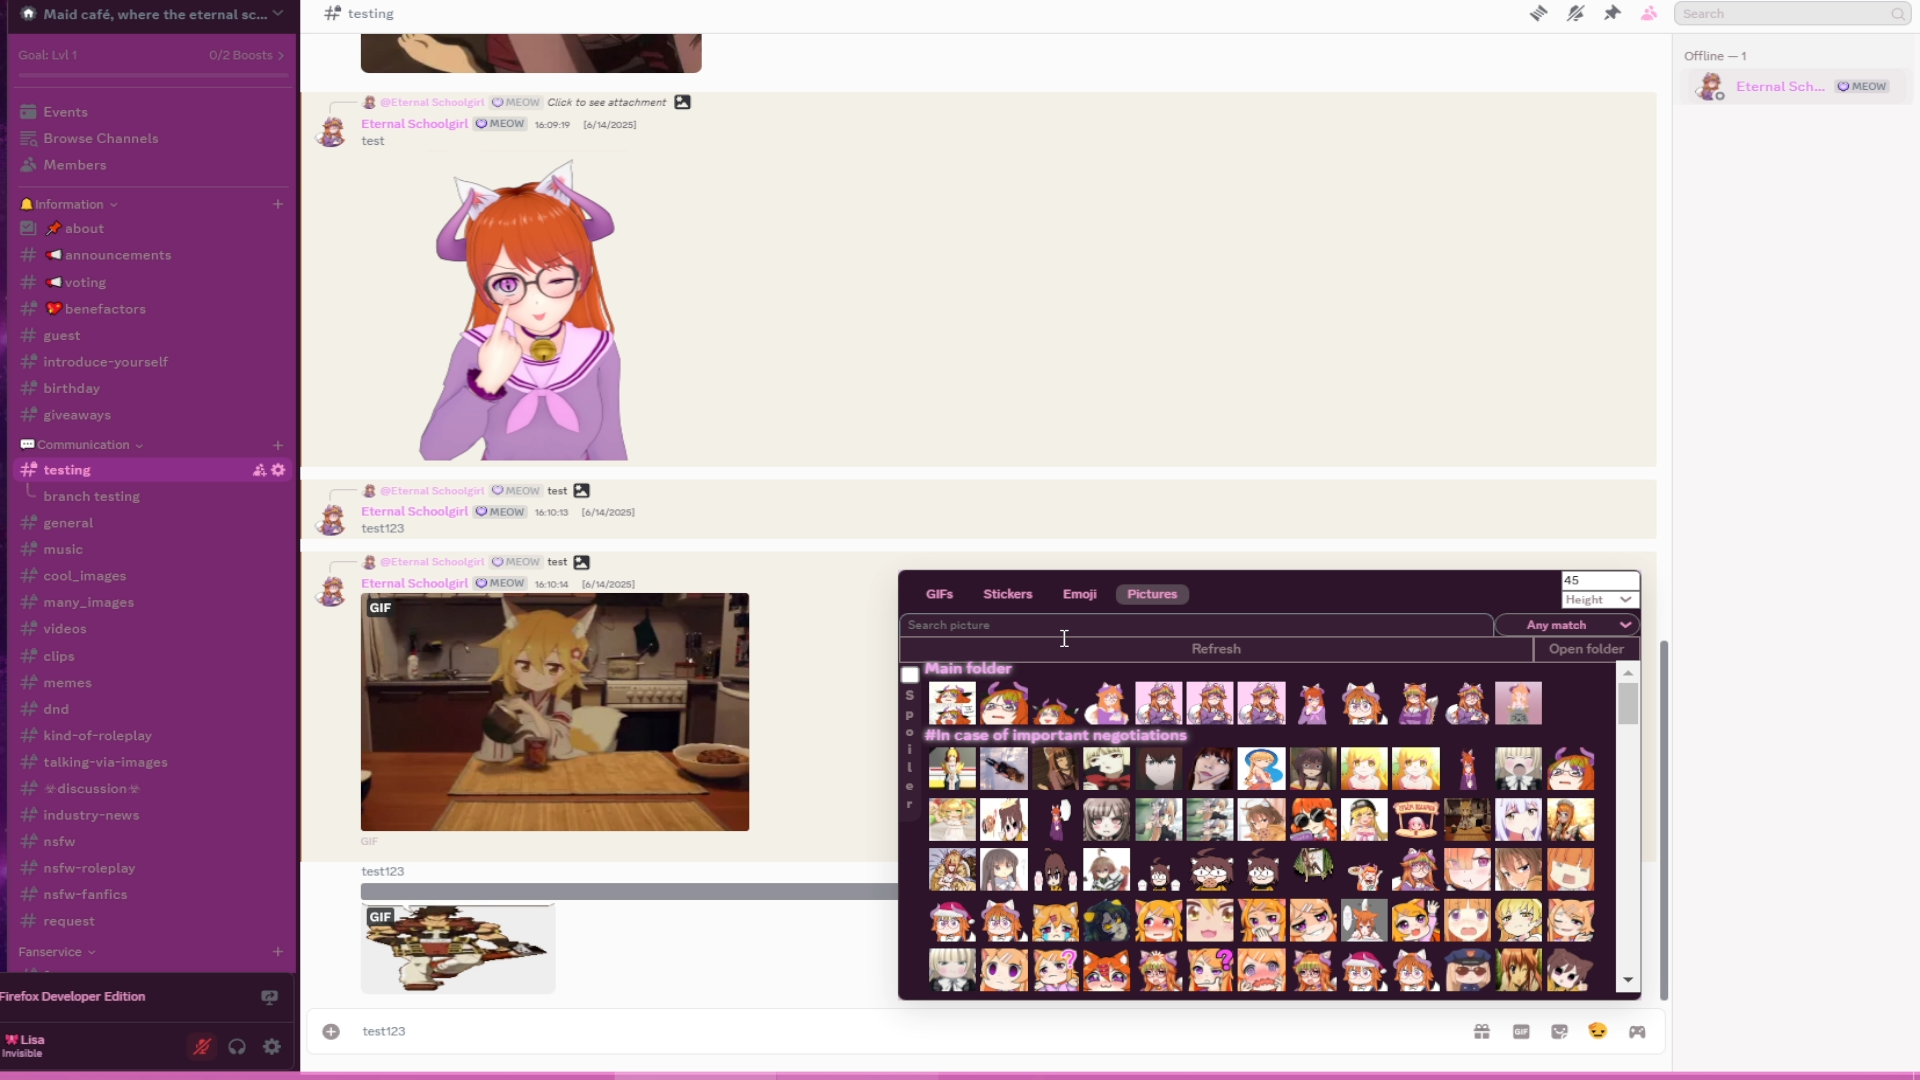 Maid café, where the eternal sc...
Goal: Lvl 1
0/2 Boosts
Events
Browse Channels
Members
Information
about
announcements
voting
benefactors
guest
introduce-yourself
birthday
giveaways
Communication
testing
branch testing
general
music
cool_images
many_images
videos
clips
memes
dnd
kind-of-roleplay
talking-via-images
☣discussion☣
industry-news
nsfw
nsfw-roleplay
nsfw-fanfics
request
Fanservice
Firefox Developer Edition
Lisa
Invisible
testing
@Eternal Schoolgirl MEOW Click to see attachment
Eternal Schoolgirl MEOW 16:09:19 [6/14/2025]
test
@Eternal Schoolgirl MEOW test
Eternal Schoolgirl MEOW 16:10:13 [6/14/2025]
test123
@Eternal Schoolgirl MEOW test
Eternal Schoolgirl MEOW 16:10:14 [6/14/2025]
GIF
GIF
test123
GIF
test123
GIF
GIFs
Stickers
Emoji
Pictures
45
Height
Search picture
Any match
Refresh
Open folder
Spoiler
Main folder
#In case of important negotiations
Search
Offline — 1
Eternal Sch... MEOW